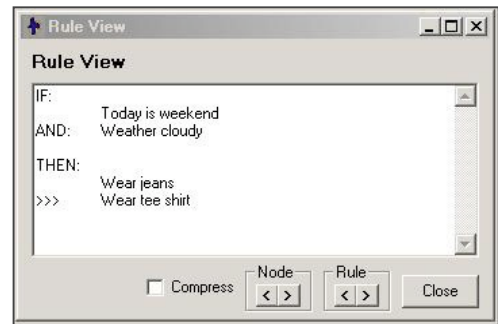 Rule View
Rule View
IF:
Today is weekend
AND: Weather cloudy
THEN:
Wear jeans
>>> Wear tee shirt
Compress
Node
< >
Rule
< >
Close